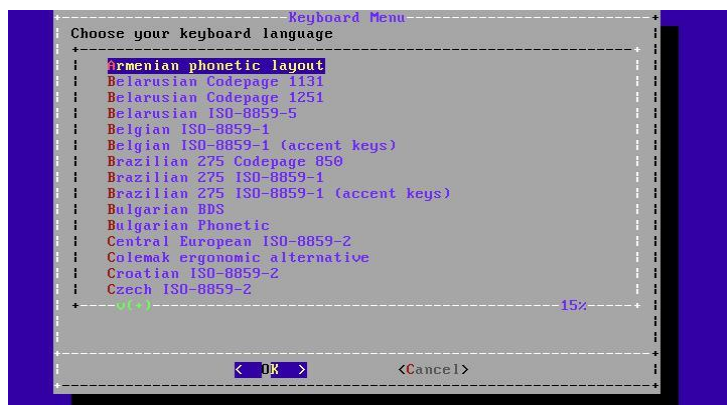 Keyboard Menu
Choose your keyboard language
Armenian phonetic layout
Belarusian Codepage 1131
Belarusian Codepage 1251
Belarusian ISO-8859-5
Belgian ISO-8859-1
Belgian ISO-8859-1 (accent keys)
Brazilian 275 Codepage 850
Brazilian 275 ISO-8859-1
Brazilian 275 ISO-8859-1 (accent keys)
Bulgarian BDS
Bulgarian Phonetic
Central European ISO-8859-2
Colemak ergonomic alternative
Croatian ISO-8859-2
Czech ISO-8859-2
v(+) 15%
< OK > <Cancel>